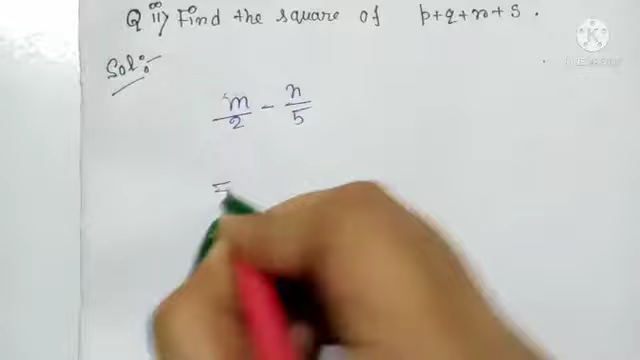 Q ii) Find the square of p+q+r+s.
Sol:-
m/2 - n/5
=